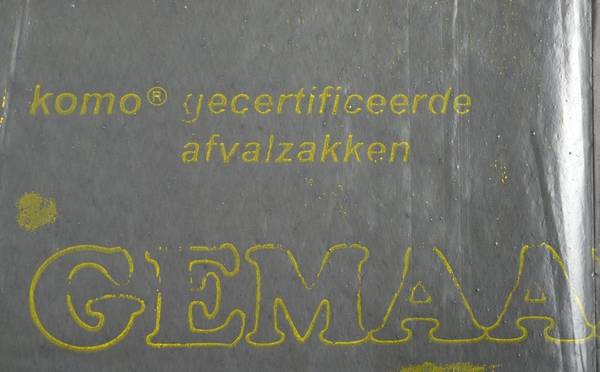 komo® gecertificeerde
afvalzakken
GEMAA